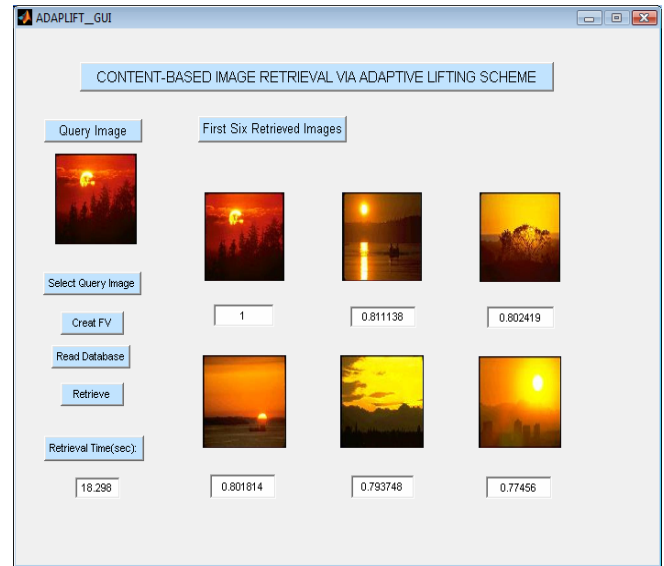 ADAPLIFT_GUI
CONTENT-BASED IMAGE RETRIEVAL VIA ADAPTIVE LIFTING SCHEME
Query Image
First Six Retrieved Images
Select Query Image
Creat FV
Read Database
Retrieve
Retrieval Time(sec):
18.298
1
0.811138
0.802419
0.801814
0.793748
0.77456